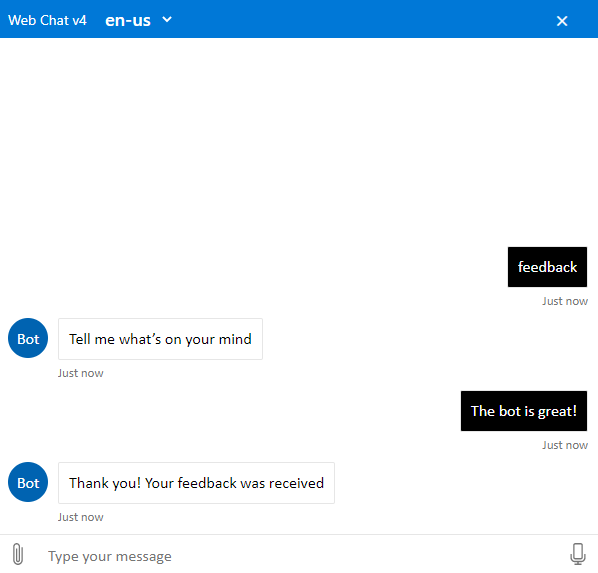 Web Chat v4 en-us
feedback
Just now
Bot
Tell me what’s on your mind
Just now
The bot is great!
Just now
Bot
Thank you! Your feedback was received
Just now
Type your message